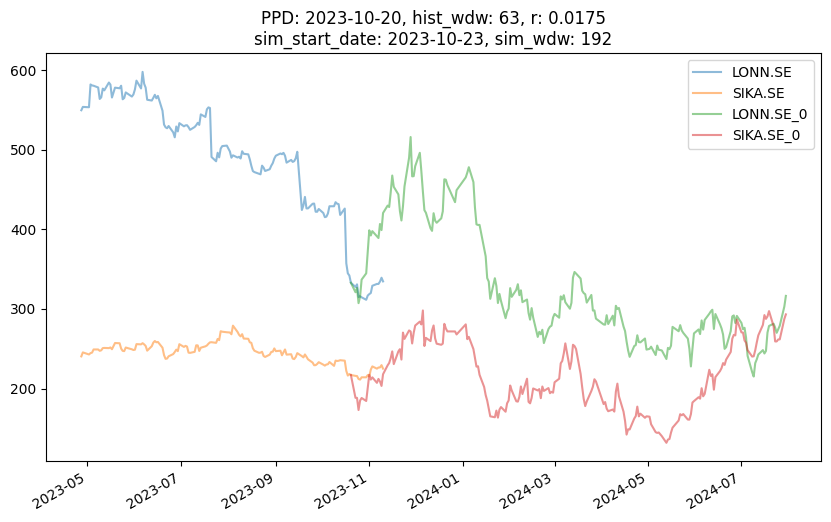 PPD: 2023-10-20, hist_wdw: 63, r: 0.0175
sim_start_date: 2023-10-23, sim_wdw: 192
LONN.SE
SIKA.SE
LONN.SE_0
SIKA.SE_0
600
500
400
300
200
2023-05
2023-07
2023-09
2023-11
2024-01
2024-03
2024-05
2024-07